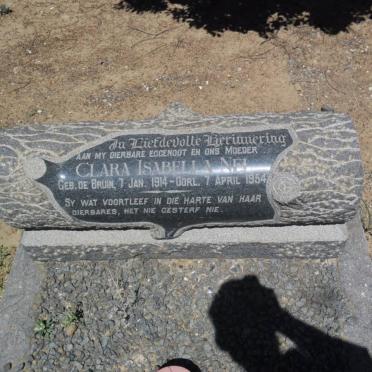 In Liefdevolle Herinnering
AAN MY DIERBARE EGGENOOT EN ONS MOEDER
CLARA ISABELLA NEL
GEB. DE BRUIN, 7 JAN. 1914 - OORL. 7 APRIL 1954
SY WAT VOORTLEEF IN DIE HARTE VAN HAAR
DIERBARES, HET NIE GESTERF NIE.